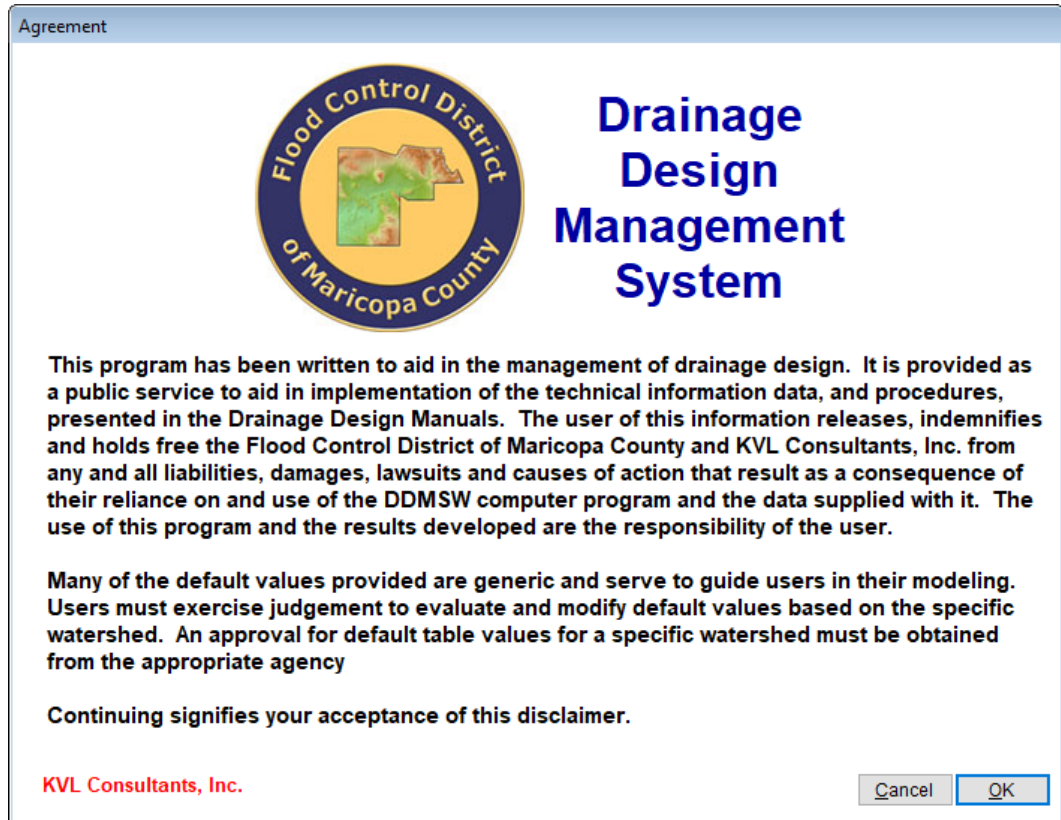 Agreement
Flood Control District
of Maricopa County
Drainage
Design
Management
System
This program has been written to aid in the management of drainage design.  It is provided as
a public service to aid in implementation of the technical information data, and procedures,
presented in the Drainage Design Manuals.  The user of this information releases, indemnifies
and holds free the Flood Control District of Maricopa County and KVL Consultants, Inc. from
any and all liabilities, damages, lawsuits and causes of action that result as a consequence of
their reliance on and use of the DDMSW computer program and the data supplied with it.  The
use of this program and the results developed are the responsibility of the user.
Many of the default values provided are generic and serve to guide users in their modeling.
Users must exercise judgement to evaluate and modify default values based on the specific
watershed.  An approval for default table values for a specific watershed must be obtained
from the appropriate agency
Continuing signifies your acceptance of this disclaimer.
KVL Consultants, Inc.
Cancel
OK